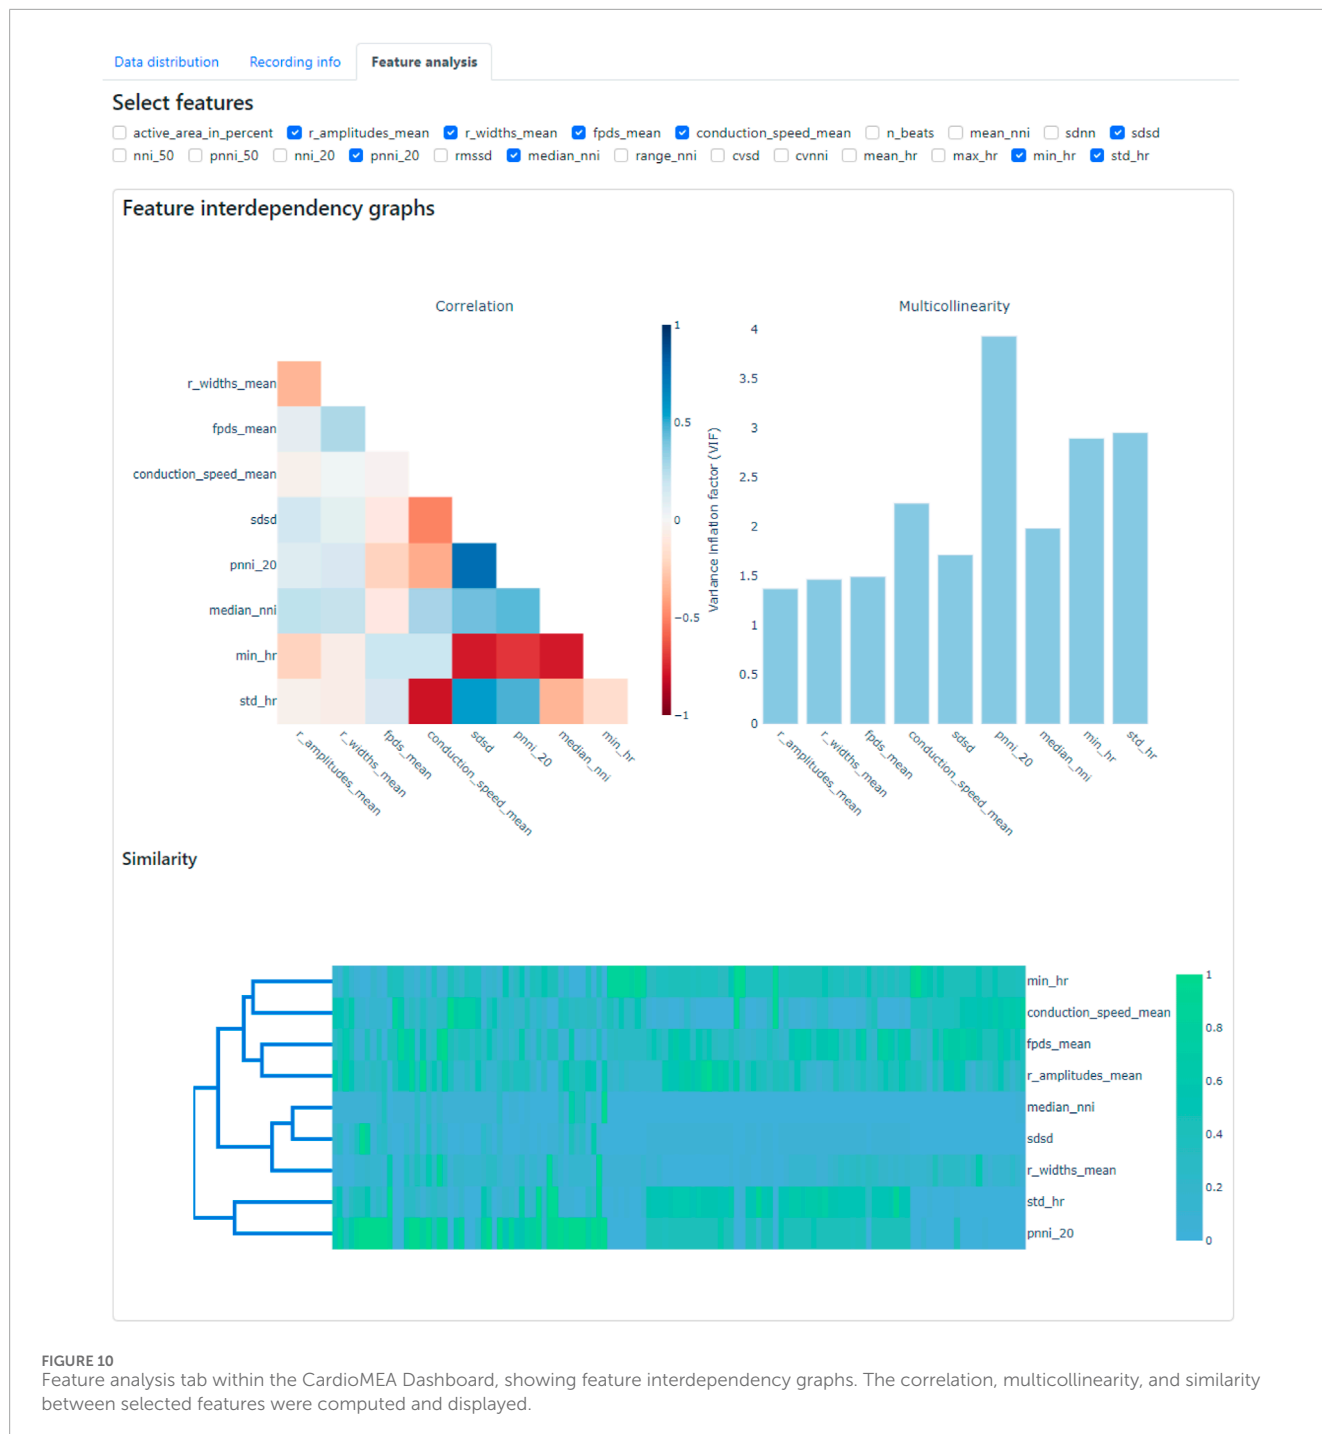 Data distribution Recording info Feature analysis
Select features
active_area_in_percent r_amplitudes_mean r_widths_mean fpds_mean conduction_speed_mean n_beats mean_nni sdnn sdsd
nni_50 pnni_50 nni_20 pnni_20 rmssd median_nni range_nni cvsd cvnni mean_hr max_hr min_hr std_hr
Feature interdependency graphs
Correlation
r_widths_mean
fpds_mean
conduction_speed_mean
sdsd
pnni_20
median_nni
min_hr
std_hr
r_amplitudes_mean
r_widths_mean
fpds_mean
conduction_speed_mean
sdsd
pnni_20
median_nni
min_hr
1
0.5
0
−0.5
−1
Multicollinearity
Variance Inflation factor (VIF)
4
3.5
3
2.5
2
1.5
1
0.5
0
r_amplitudes_mean
r_widths_mean
fpds_mean
conduction_speed_mean
sdsd
pnni_20
median_nni
min_hr
std_hr
Similarity
min_hr
conduction_speed_mean
fpds_mean
r_amplitudes_mean
median_nni
sdsd
r_widths_mean
std_hr
pnni_20
1
0.8
0.6
0.4
0.2
0
FIGURE 10
Feature analysis tab within the CardioMEA Dashboard, showing feature interdependency graphs. The correlation, multicollinearity, and similarity
between selected features were computed and displayed.